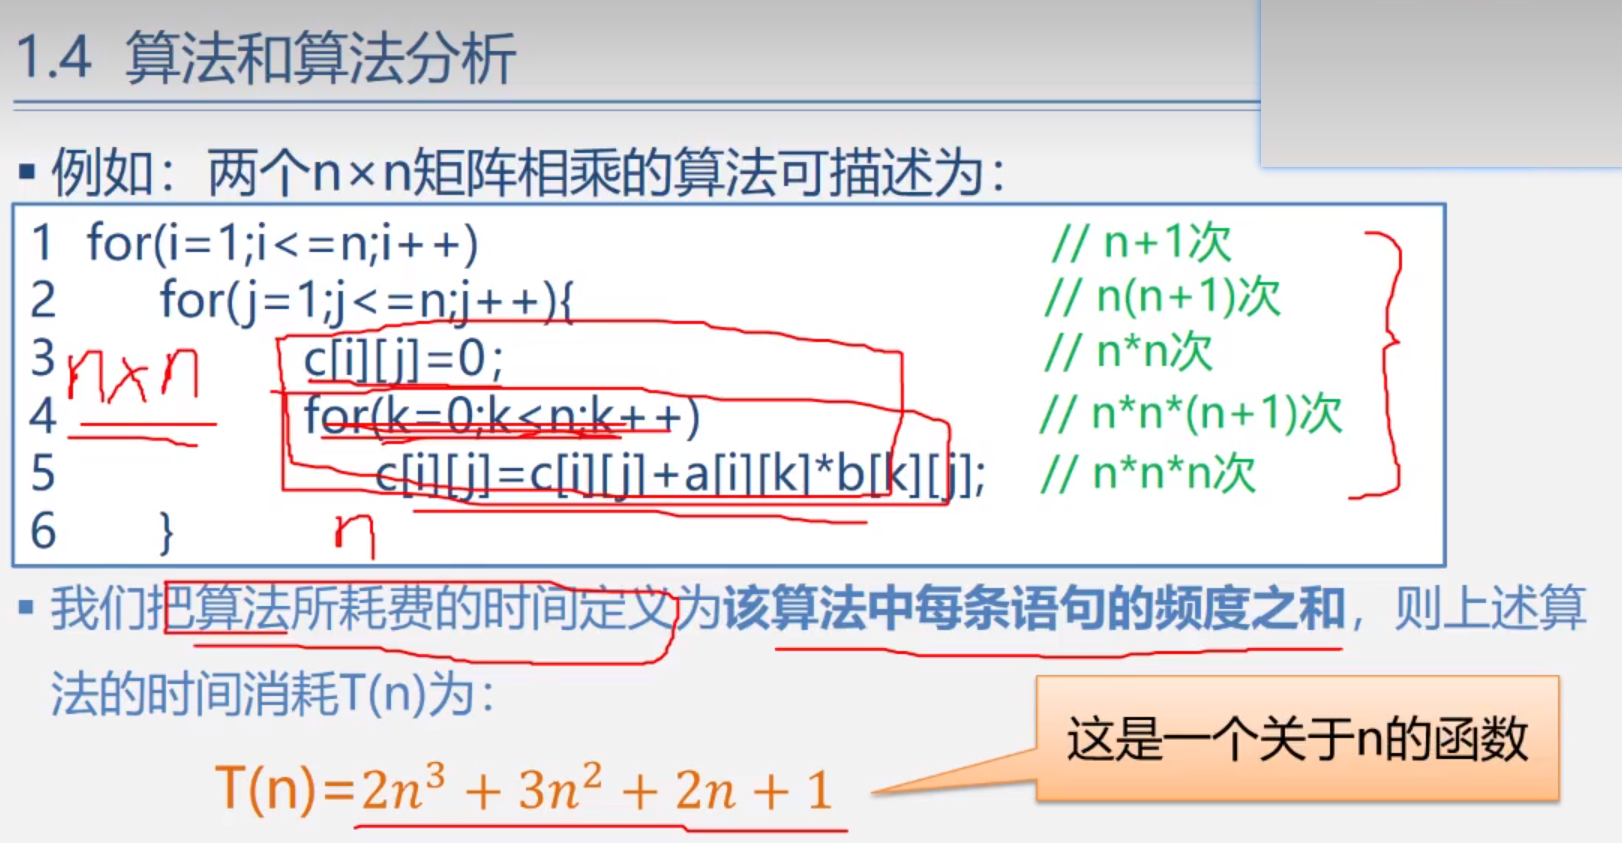 1.4 算法和算法分析
▪ 例如：两个n×n矩阵相乘的算法可描述为：
1 for(i=1;i<=n;i++) // n+1次
2 for(j=1;j<=n;j++){ // n(n+1)次
3 c[i][j]=0; // n*n次
n×n
4 for(k=0;k<n;k++) // n*n*(n+1)次
5 c[i][j]=c[i][j]+a[i][k]*b[k][j]; // n*n*n次
6 }
n
▪ 我们把算法所耗费的时间定义为该算法中每条语句的频度之和，则上述算
法的时间消耗T(n)为：
这是一个关于n的函数
T(n)=2n³ + 3n² + 2n + 1